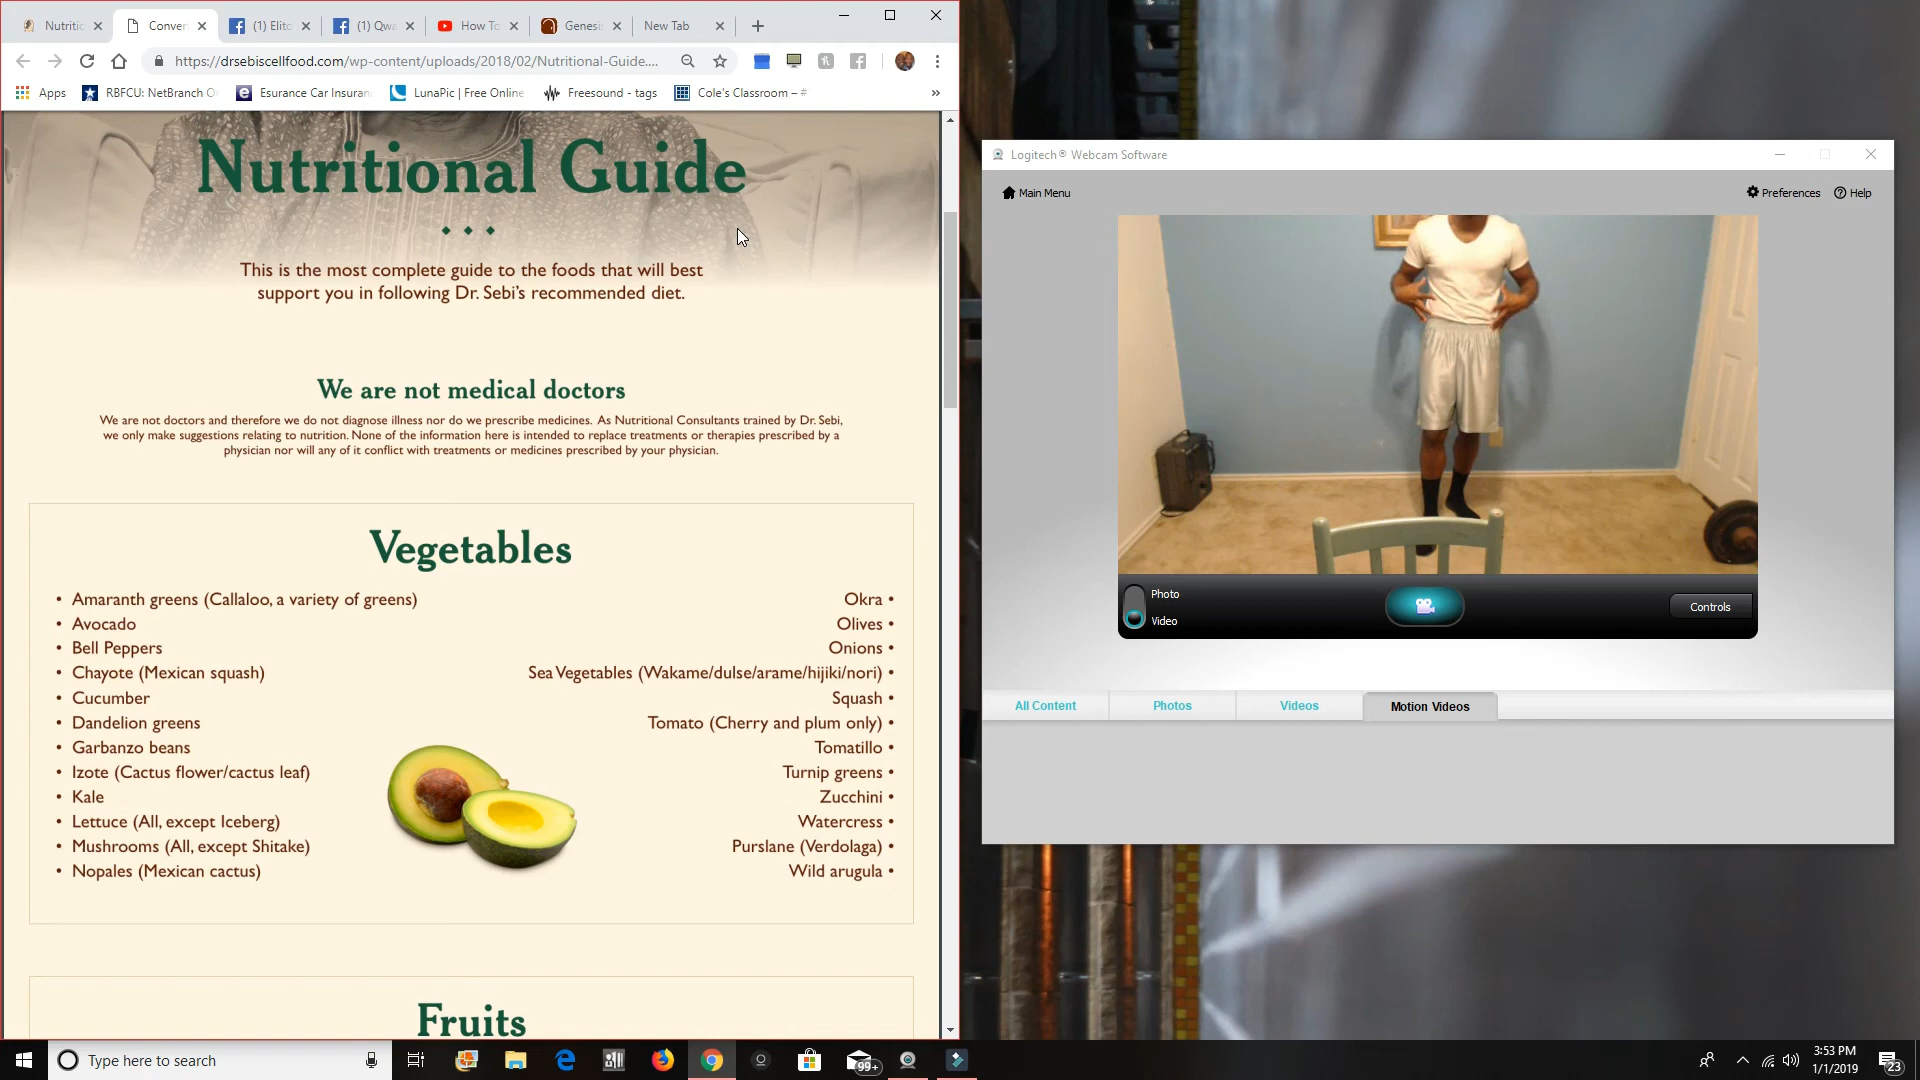 Nutritic
Conver
(1) Elito
(1) Qwa
How To
Genesi
New Tab
https://drsebiscellfood.com/wp-content/uploads/2018/02/Nutritional-Guide....
Apps
RBFCU: NetBranch O
Esurance Car Insuran
LunaPic | Free Online
Freesound - tags
Cole's Classroom – #
»
Nutritional Guide
This is the most complete guide to the foods that will best
support you in following Dr. Sebi's recommended diet.
We are not medical doctors
We are not doctors and therefore we do not diagnose illness nor do we prescribe medicines. As Nutritional Consultants trained by Dr. Sebi,
we only make suggestions relating to nutrition. None of the information here is intended to replace treatments or therapies prescribed by a
physician nor will any of it conflict with treatments or medicines prescribed by your physician.
Vegetables
• Amaranth greens (Callaloo, a variety of greens)
• Avocado
• Bell Peppers
• Chayote (Mexican squash)
• Cucumber
• Dandelion greens
• Garbanzo beans
• Izote (Cactus flower/cactus leaf)
• Kale
• Lettuce (All, except Iceberg)
• Mushrooms (All, except Shitake)
• Nopales (Mexican cactus)
Okra •
Olives •
Onions •
Sea Vegetables (Wakame/dulse/arame/hijiki/nori) •
Squash •
Tomato (Cherry and plum only) •
Tomatillo •
Turnip greens •
Zucchini •
Watercress •
Purslane (Verdolaga) •
Wild arugula •
Fruits
Logitech® Webcam Software
Main Menu
Preferences
Help
Photo
Video
Controls
All Content
Photos
Videos
Motion Videos
Type here to search
99+
3:53 PM
1/1/2019
23